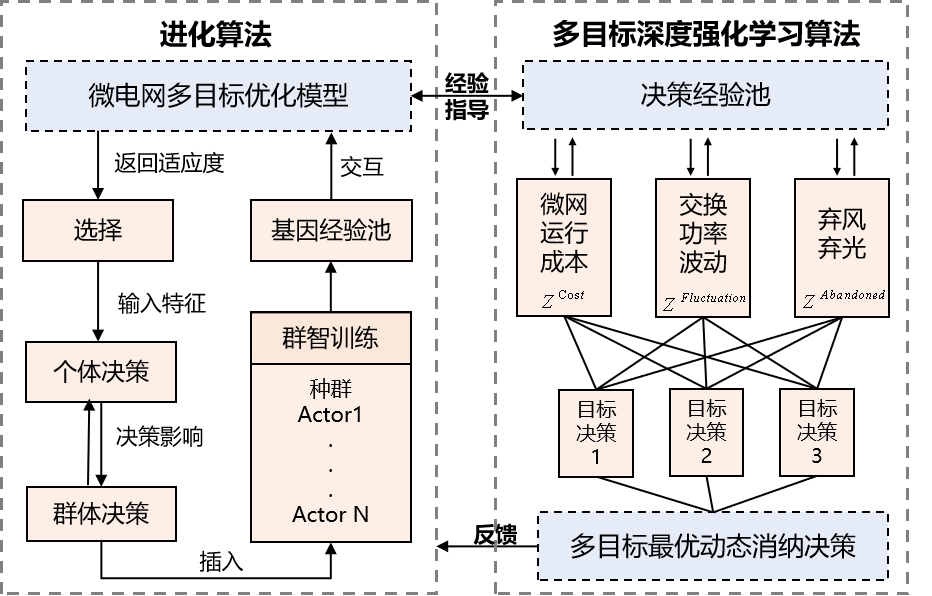 进化算法
微电网多目标优化模型
返回适应度
交互
选择
基因经验池
输入特征
群智训练
个体决策
种群
Actor1
.
.
.
Actor N
决策影响
群体决策
插入
经验
指导
反馈
多目标深度强化学习算法
决策经验池
微网
运行
成本
Z Cost
交换
功率
波动
Z Fluctuation
弃风
弃光
Z Abandoned
目标
决策
1
目标
决策
2
目标
决策
3
多目标最优动态消纳决策